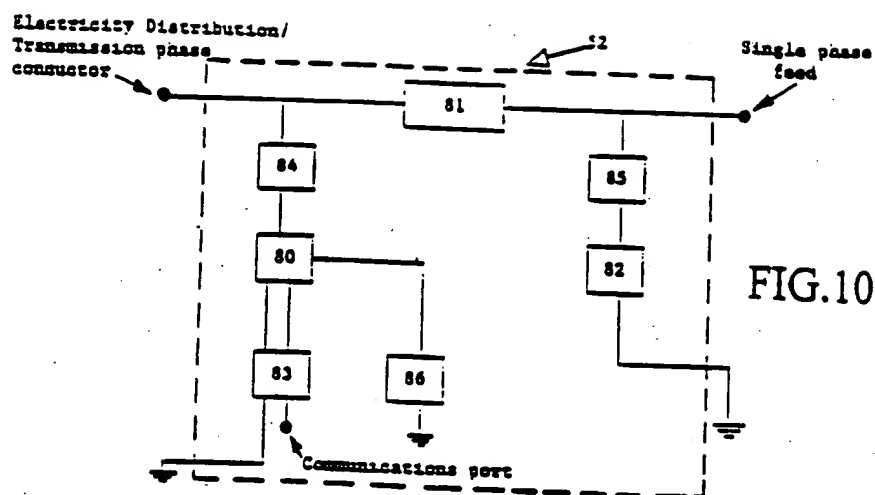 Electricity Distribution/
Transmission phase
conductor
52
Single phase
feed
81
84
85
80
82
FIG.10
83
86
Communications port